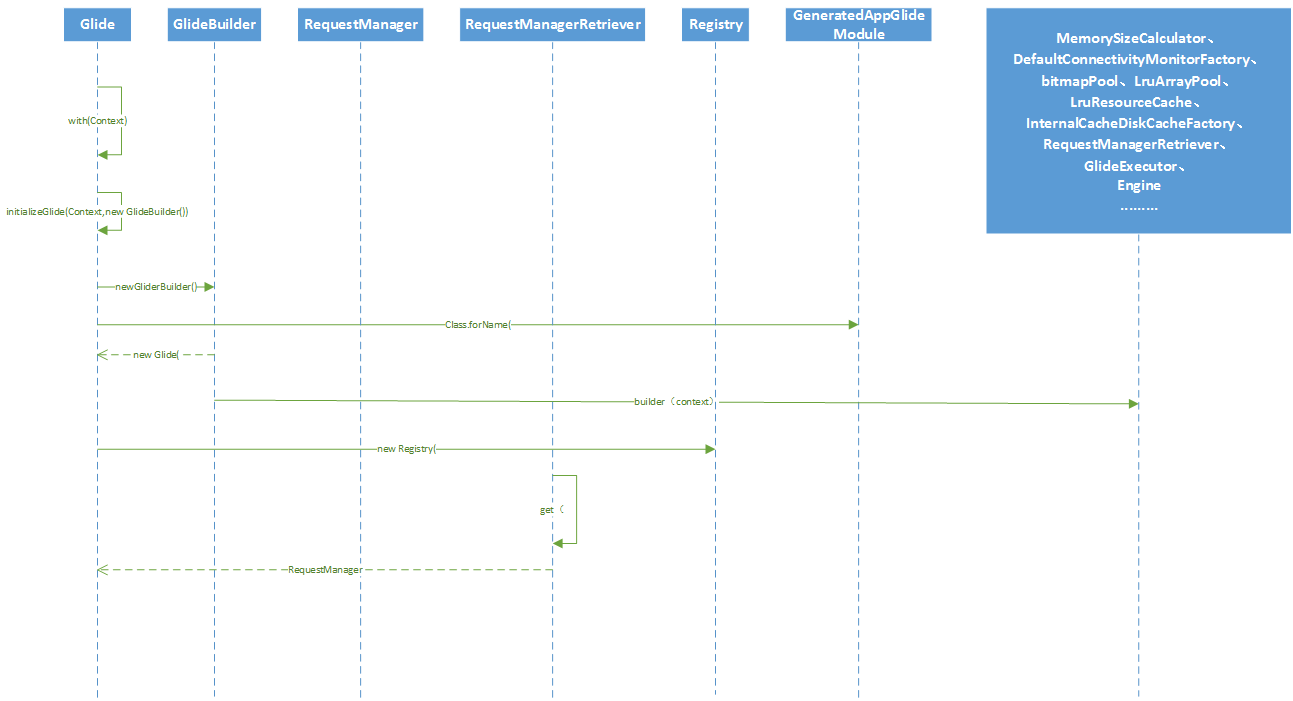 Glide
GlideBuilder
RequestManager
RequestManagerRetriever
Registry
GeneratedAppGlide
Module
MemorySizeCalculator、
DefaultConnectivityMonitorFactory、
bitmapPool、LruArrayPool、
LruResourceCache、
InternalCacheDiskCacheFactory、
RequestManagerRetriever、
GlideExecutor、
Engine
………
with(Context)
initializeGlide(Context,new GlideBuilder())
newGliderBuilder()
Class.forName(
new Glide(
builder（context）
new Registry(
get（
RequestManager